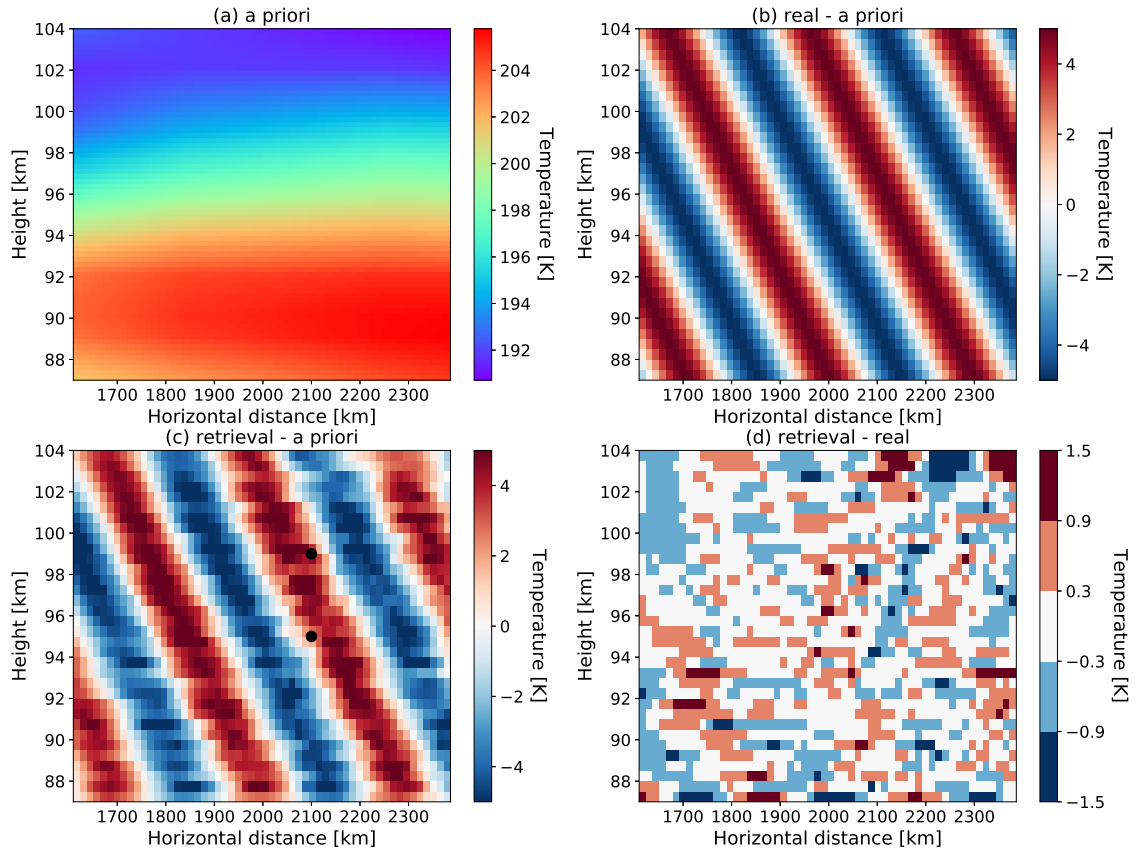 (a) a priori
104
102
100
98
96
94
92
90
88
Height [km]
1700 1800 1900 2000 2100 2200 2300
Horizontal distance [km]
204
202
200
198
196
194
192
Temperature [K]
(b) real - a priori
104
102
100
98
96
94
92
90
88
Height [km]
1700 1800 1900 2000 2100 2200 2300
Horizontal distance [km]
4
2
0
−2
−4
Temperature [K]
(c) retrieval - a priori
104
102
100
98
96
94
92
90
88
Height [km]
1700 1800 1900 2000 2100 2200 2300
Horizontal distance [km]
4
2
0
−2
−4
Temperature [K]
(d) retrieval - real
104
102
100
98
96
94
92
90
88
Height [km]
1700 1800 1900 2000 2100 2200 2300
Horizontal distance [km]
1.5
0.9
0.3
−0.3
−0.9
−1.5
Temperature [K]